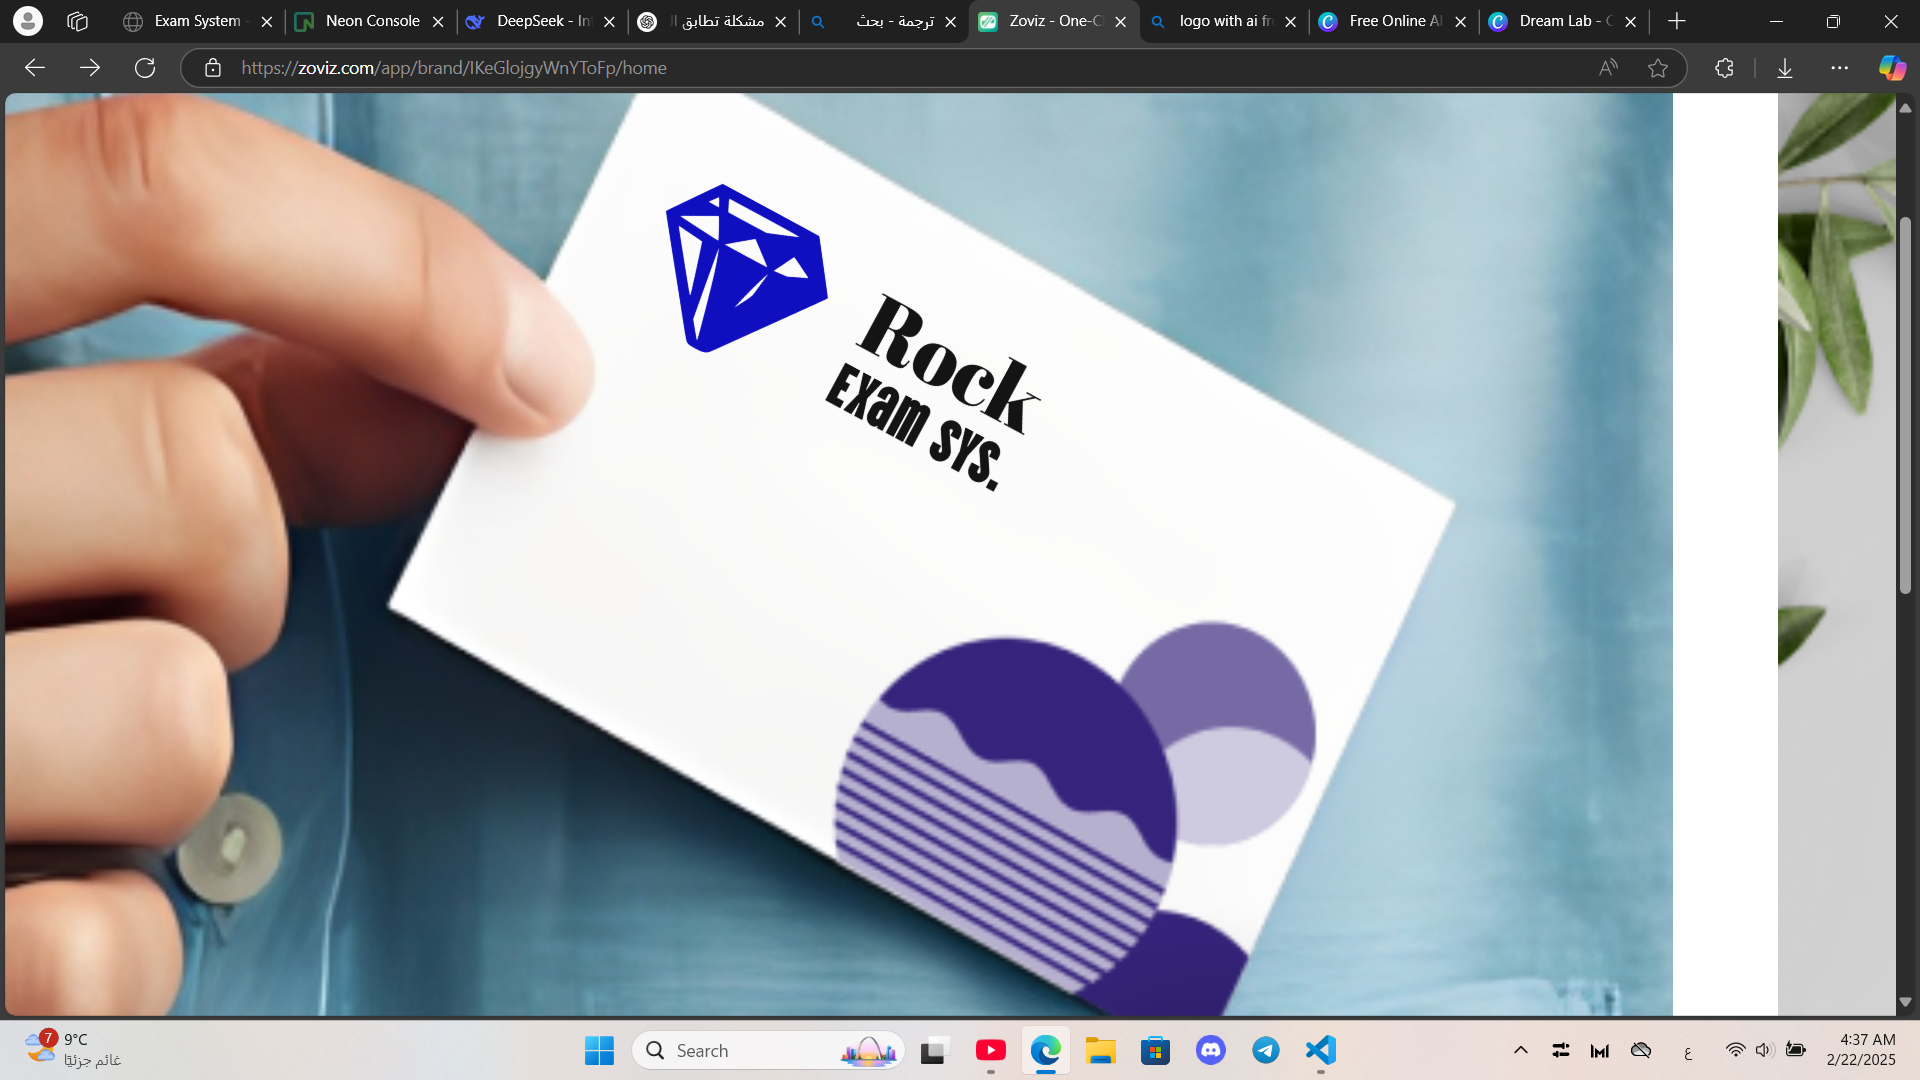 Exam System
Neon Console
DeepSeek - Int
مشكلة تطابق ال
ترجمة - بحث
Zoviz - One-C
logo with ai fr
Free Online AI
Dream Lab - C
https://zoviz.com/app/brand/IKeGlojgyWnYToFp/home
Rock
Exam sys.
7
9°C
غائم جزئيًا
Search
ع
4:37 AM
2/22/2025